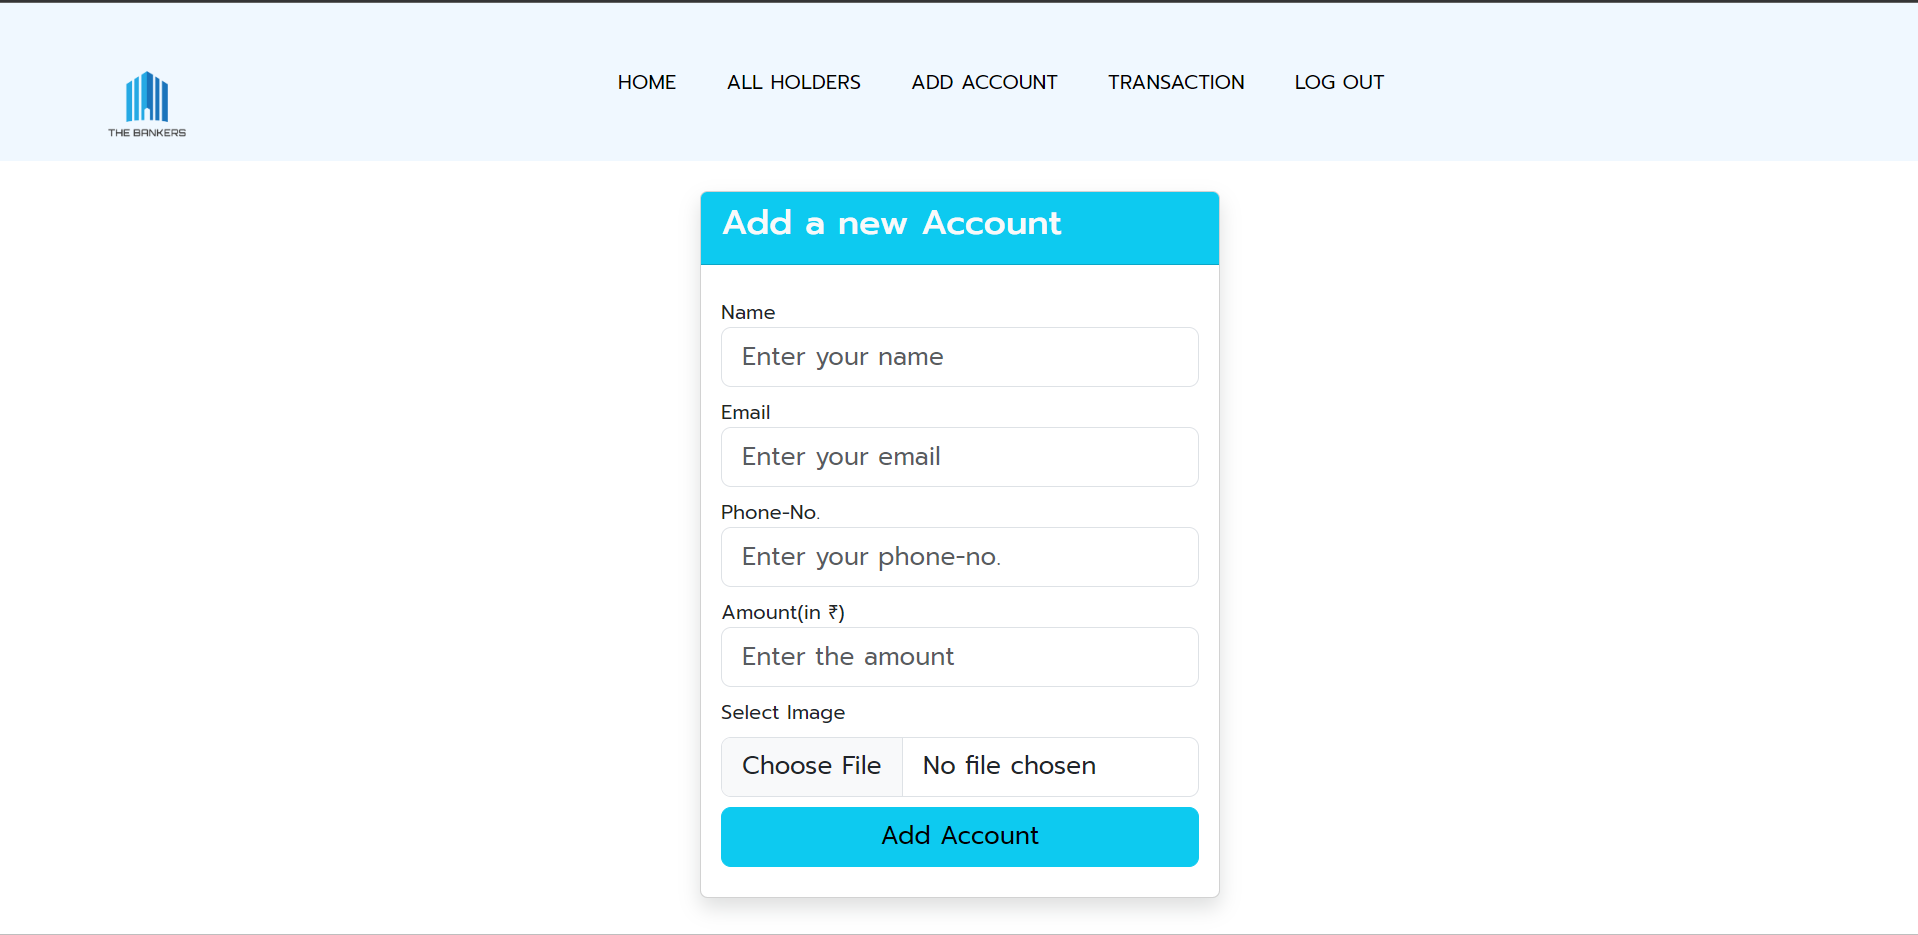 THE BANKERS
HOME ALL HOLDERS ADD ACCOUNT TRANSACTION LOG OUT
Add a new Account
Name
Enter your name
Email
Enter your email
Phone-No.
Enter your phone-no.
Amount(in ₹)
Enter the amount
Select Image
Choose File No file chosen
Add Account